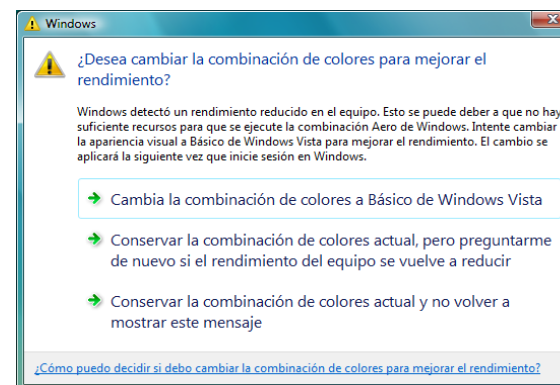 Windows
¿Desea cambiar la combinación de colores para mejorar el
rendimiento?
Windows detectó un rendimiento reducido en el equipo. Esto se puede deber a que no hay
suficiente recursos para que se ejecute la combinación Aero de Windows. Intente cambiar
la apariencia visual a Básico de Windows Vista para mejorar el rendimiento. El cambio se
aplicará la siguiente vez que inicie sesión en Windows.
Cambia la combinación de colores a Básico de Windows Vista
Conservar la combinación de colores actual, pero preguntarme
de nuevo si el rendimiento del equipo se vuelve a reducir
Conservar la combinación de colores actual y no volver a
mostrar este mensaje
¿Cómo puedo decidir si debo cambiar la combinación de colores para mejorar el rendimiento?